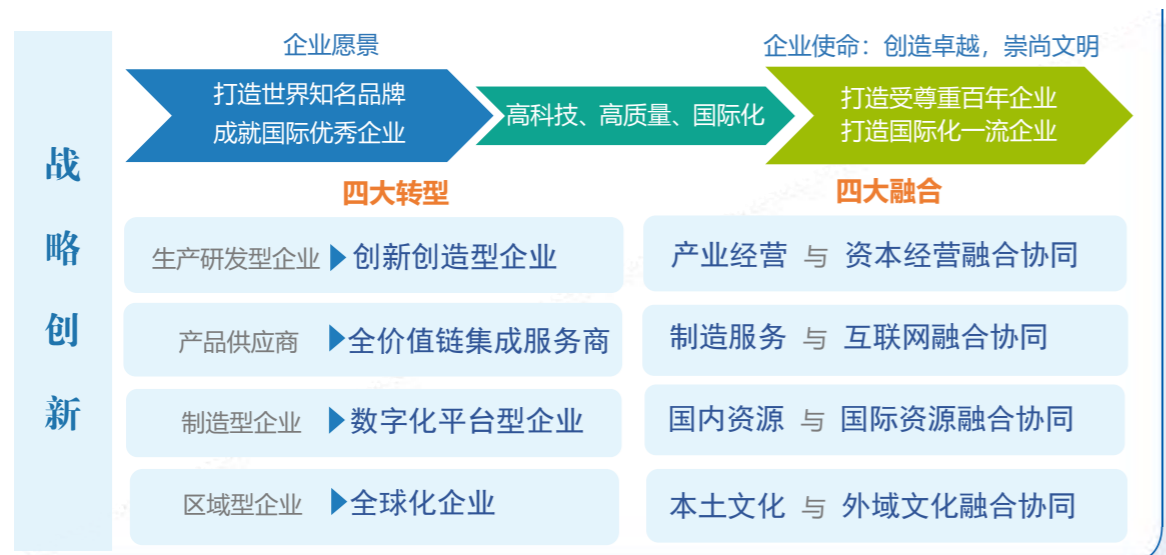 战略创新
企业愿景
企业使命：创造卓越，崇尚文明
打造世界知名品牌
成就国际优秀企业
高科技、高质量、国际化
打造受尊重百年企业
打造国际化一流企业
四大转型
生产研发型企业 创新创造型企业
产品供应商 全价值链集成服务商
制造型企业 数字化平台型企业
区域型企业 全球化企业
四大融合
产业经营 与 资本经营融合协同
制造服务 与 互联网融合协同
国内资源 与 国际资源融合协同
本土文化 与 外域文化融合协同